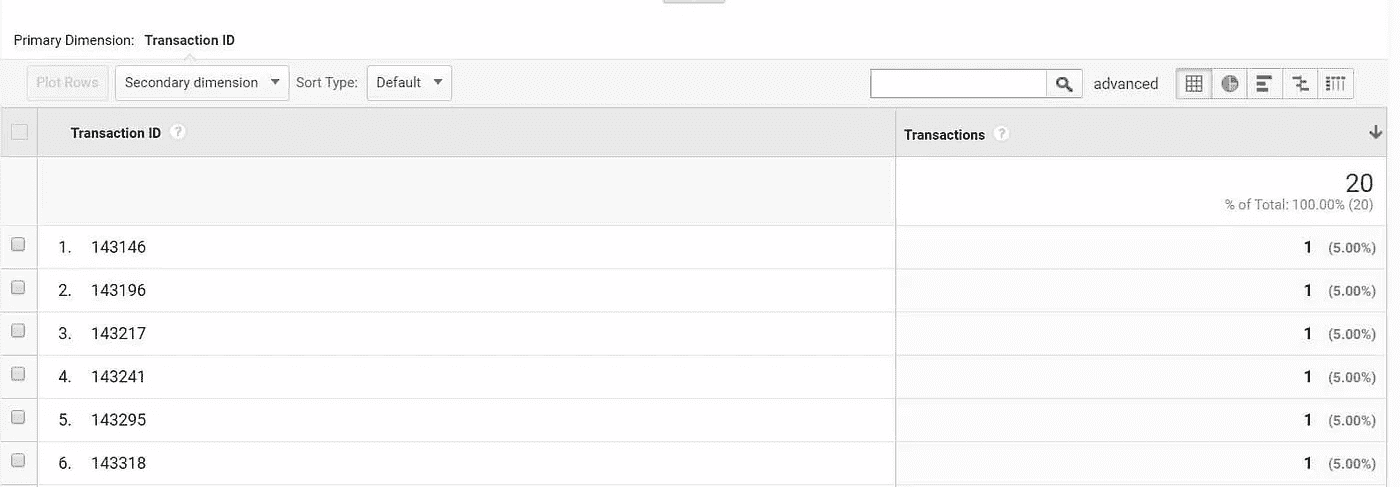 Primary Dimension: Transaction ID
Plot Rows Secondary dimension Sort Type: Default advanced
Transaction ID ? Transactions ?
20
% of Total: 100.00% (20)
1. 143146 1 (5.00%)
2. 143196 1 (5.00%)
3. 143217 1 (5.00%)
4. 143241 1 (5.00%)
5. 143295 1 (5.00%)
6. 143318 1 (5.00%)